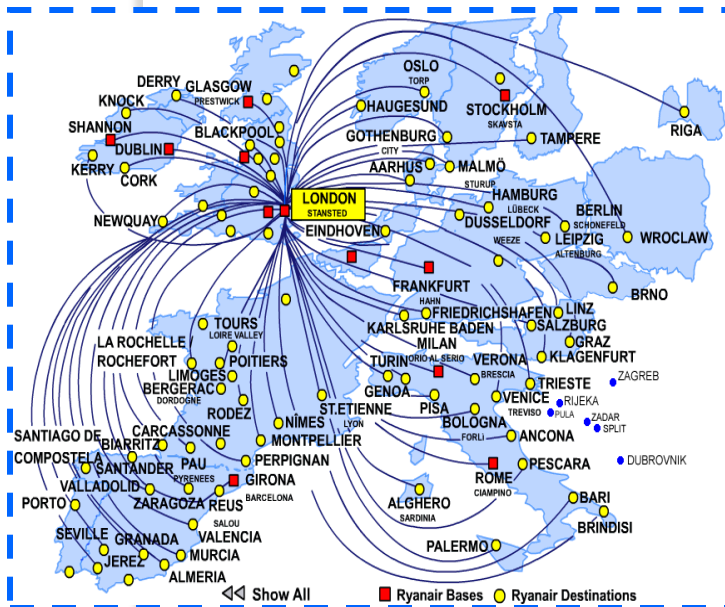 OSLO
TORP
DERRY
GLASGOW
PRESTWICK
KNOCK
HAUGESUND
STOCKHOLM
SKAVSTA
RIGA
SHANNON
BLACKPOOL
GOTHENBURG
CITY
TAMPERE
DUBLIN
KERRY
CORK
AARHUS
MALMÖ
STURUP
LONDON
STANSTED
HAMBURG
LÜBECK
NEWQUAY
EINDHOVEN
DÜSSELDORF
WEEZE
BERLIN
SCHONEFELD
LEIPZIG
ALTENBURG
WROCLAW
FRANKFURT
HAHN
BRNO
TOURS
LOIRE VALLEY
FRIEDRICHSHAFEN
LINZ
KARLSRUHE BADEN
SALZBURG
LA ROCHELLE
ROCHEFORT
POITIERS
MILAN
ORIO AL SERIO
GRAZ
KLAGENFURT
LIMOGES
TURIN
VERONA
BRESCIA
BERGERAC
DORDOGNE
GENOA
TRIESTE
ZAGREB
RODEZ
ST.ETIENNE
LYON
PISA
VENICE
TREVISO
RIJEKA
PULA
NÎMES
BOLOGNA
FORLi
ZADAR
SPLIT
SANTIAGO DE
COMPOSTELA
CARCASSONNE
BIARRITZ
MONTPELLIER
ANCONA
SANTANDER
PAU
PYRENEES
PERPIGNAN
PESCARA
DUBROVNIK
VALLADOLID
GIRONA
BARCELONA
ROME
CIAMPINO
PORTO
ZARAGOZA
REUS
SALOU
ALGHERO
SARDINIA
BARI
BRINDISI
SEVILLE
GRANADA
VALENCIA
PALERMO
JEREZ
MURCIA
ALMERIA
Show All
Ryanair Bases
Ryanair Destinations